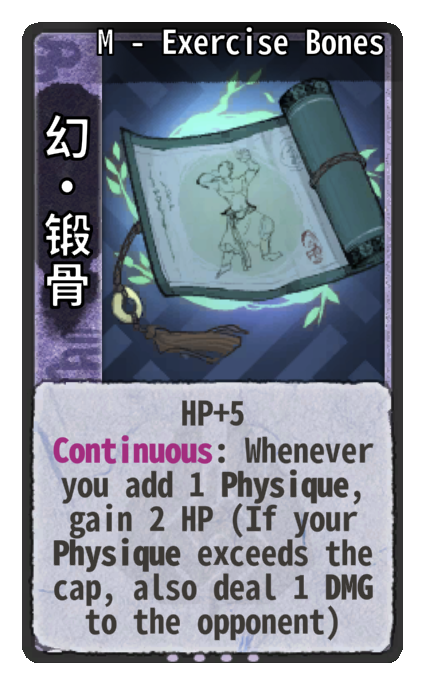 M - Exercise Bones
幻・锻骨
HP+5
Continuous: Whenever
you add 1 Physique,
gain 2 HP (If your
Physique exceeds the
cap, also deal 1 DMG
to the opponent)